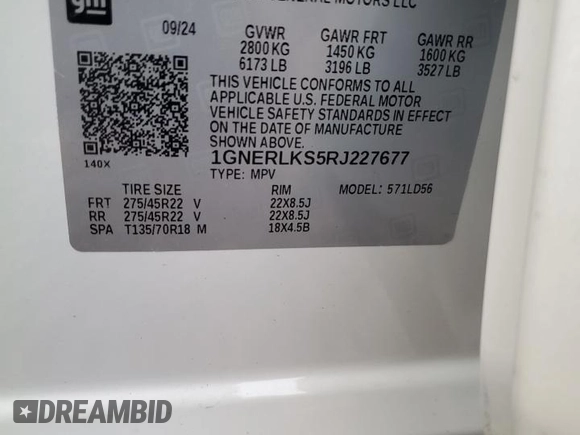 gm
GENERAL MOTORS LLC
09/24
GVWR GAWR FRT GAWR RR
2800 KG 1450 KG 1600 KG
6173 LB 3196 LB 3527 LB
THIS VEHICLE CONFORMS TO ALL
APPLICABLE U.S. FEDERAL MOTOR
VEHICLE SAFETY STANDARDS IN EFFECT
ON THE DATE OF MANUFACTURE
SHOWN ABOVE.
1GNERLKS5RJ227677
140X
TYPE: MPV
TIRE SIZE RIM MODEL: 571LD56
FRT 275/45R22 V 22X8.5J
RR 275/45R22 V 22X8.5J
SPA T135/70R18 M 18X4.5B
DREAMBID